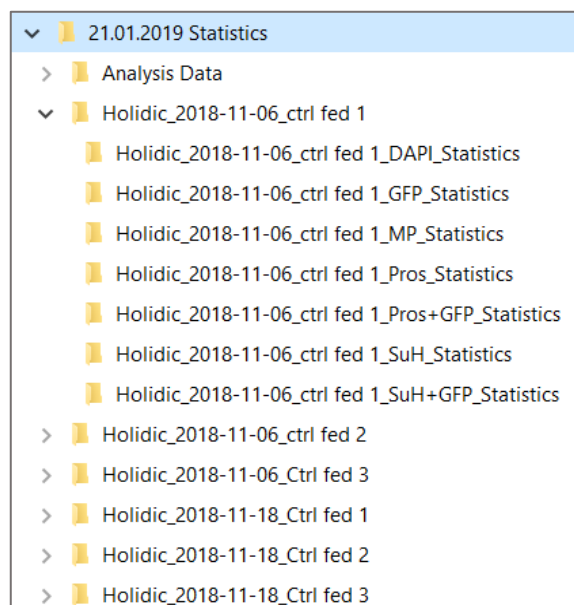 21.01.2019 Statistics
Analysis Data
Holidic_2018-11-06_ctrl fed 1
Holidic_2018-11-06_ctrl fed 1_DAPI_Statistics
Holidic_2018-11-06_ctrl fed 1_GFP_Statistics
Holidic_2018-11-06_ctrl fed 1_MP_Statistics
Holidic_2018-11-06_ctrl fed 1_Pros_Statistics
Holidic_2018-11-06_ctrl fed 1_Pros+GFP_Statistics
Holidic_2018-11-06_ctrl fed 1_SuH_Statistics
Holidic_2018-11-06_ctrl fed 1_SuH+GFP_Statistics
Holidic_2018-11-06_ctrl fed 2
Holidic_2018-11-06_Ctrl fed 3
Holidic_2018-11-18_Ctrl fed 1
Holidic_2018-11-18_Ctrl fed 2
Holidic_2018-11-18_Ctrl fed 3